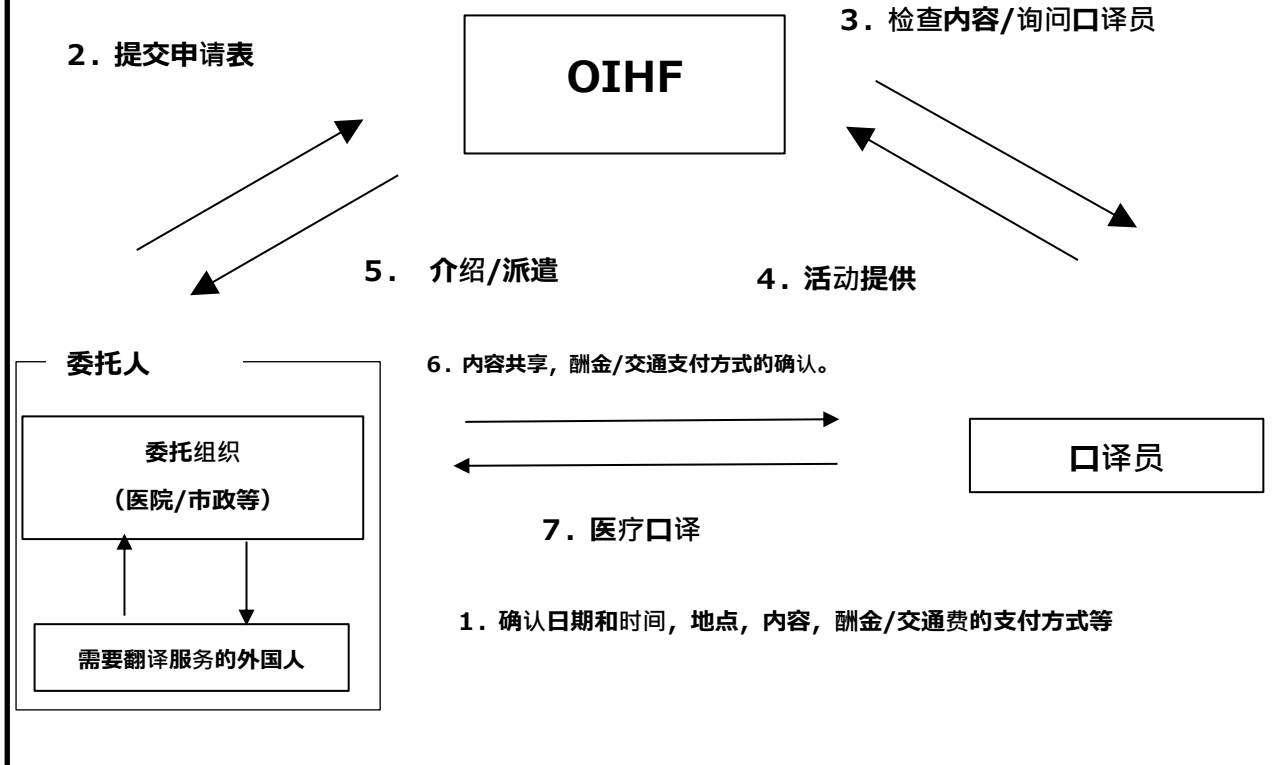 3. 检查内容/询问口译员
2. 提交申请表
OIHF
5. 介绍/派遣
4. 活动提供
委托人
6. 内容共享，酬金/交通支付方式的确认。
委托组织
（医院/市政等）
口译员
7. 医疗口译
1. 确认日期和时间，地点，内容，酬金/交通费的支付方式等
需要翻译服务的外国人